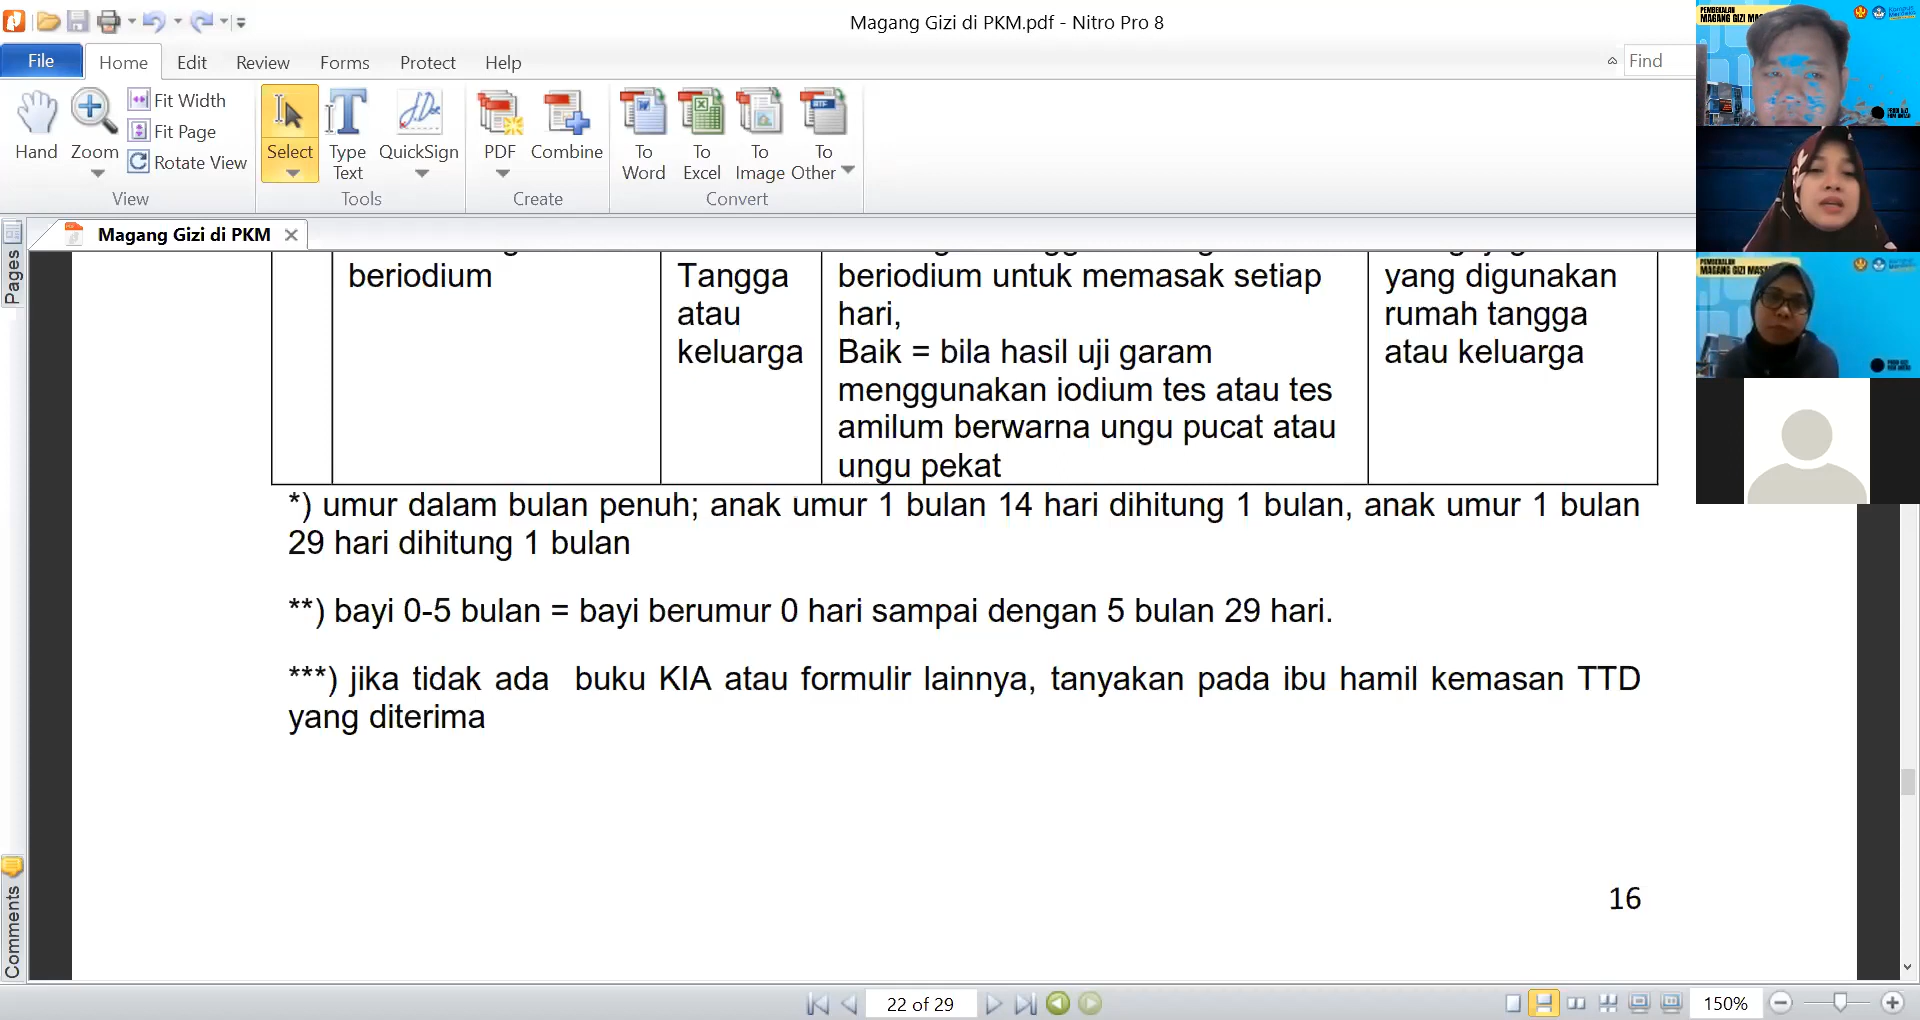 Magang Gizi di PKM.pdf - Nitro Pro 8
File Home Edit Review Forms Protect Help
Find
Hand
Zoom
Fit Width
Fit Page
Rotate View
View
Select
Type Text
QuickSign
Tools
PDF
Combine
Create
To Word
To Excel
To Image
To Other
Convert
Magang Gizi di PKM
Pages
Comments
beriodium
Tangga
atau
keluarga
beriodium untuk memasak setiap
hari,
Baik = bila hasil uji garam
menggunakan iodium tes atau tes
amilum berwarna ungu pucat atau
ungu pekat
yang digunakan
rumah tangga
atau keluarga
*) umur dalam bulan penuh; anak umur 1 bulan 14 hari dihitung 1 bulan, anak umur 1 bulan
29 hari dihitung 1 bulan
**) bayi 0-5 bulan = bayi berumur 0 hari sampai dengan 5 bulan 29 hari.
***) jika tidak ada buku KIA atau formulir lainnya, tanyakan pada ibu hamil kemasan TTD
yang diterima
16
22 of 29
150%
PEMBEKALAN
MAGANG GIZI
PEMBEKALAN
MAGANG GIZI